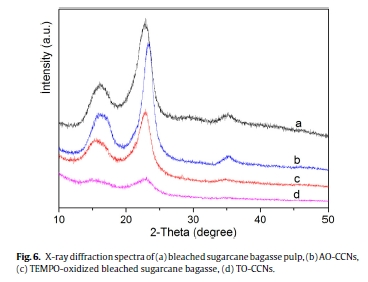 Intensity (a.u.)
a
b
c
d
10 20 30 40 50
2-Theta (degree)
Fig. 6. X-ray diffraction spectra of (a) bleached sugarcane bagasse pulp, (b) AO-CCNs,
(c) TEMPO-oxidized bleached sugarcane bagasse, (d) TO-CCNs.